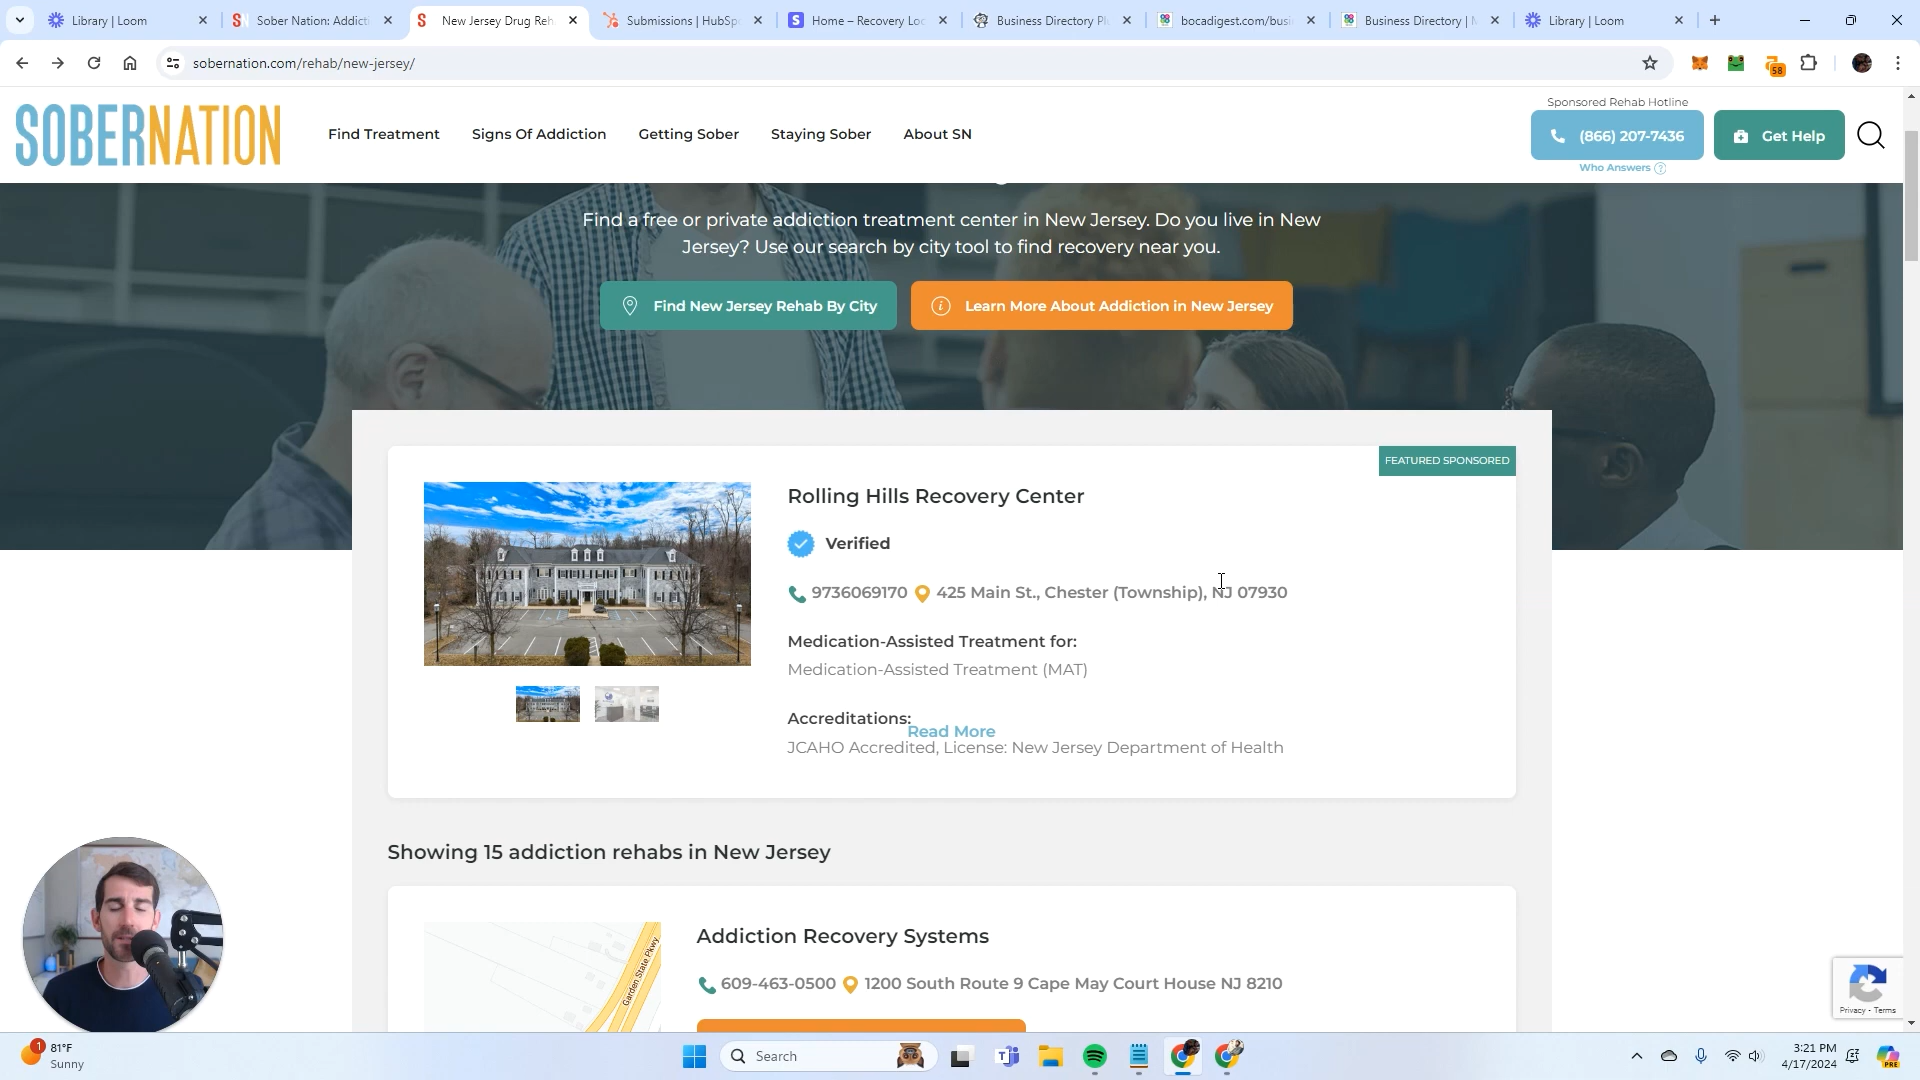 Library | Loom
Sober Nation: Addicti
New Jersey Drug Reh
Submissions | HubSp
Home – Recovery Loc
Business Directory Plu
bocadigest.com/busi
Business Directory |
Library | Loom
sobernation.com/rehab/new-jersey/
58
SOBERNATION
Find Treatment
Signs Of Addiction
Getting Sober
Staying Sober
About SN
Sponsored Rehab Hotline
(866) 207-7436
Who Answers ?
Get Help
Find a free or private addiction treatment center in New Jersey. Do you live in New
Jersey? Use our search by city tool to find recovery near you.
Find New Jersey Rehab By City
Learn More About Addiction in New Jersey
FEATURED SPONSORED
Rolling Hills Recovery Center
Verified
9736069170 425 Main St., Chester (Township), NJ 07930
Medication-Assisted Treatment for:
Medication-Assisted Treatment (MAT)
Accreditations:
Read More
JCAHO Accredited, License: New Jersey Department of Health
Showing 15 addiction rehabs in New Jersey
Addiction Recovery Systems
609-463-0500 1200 South Route 9 Cape May Court House NJ 8210
Garden State Pkwy
Privacy - Terms
1
81°F
Sunny
Search
3:21 PM
4/17/2024
PRE